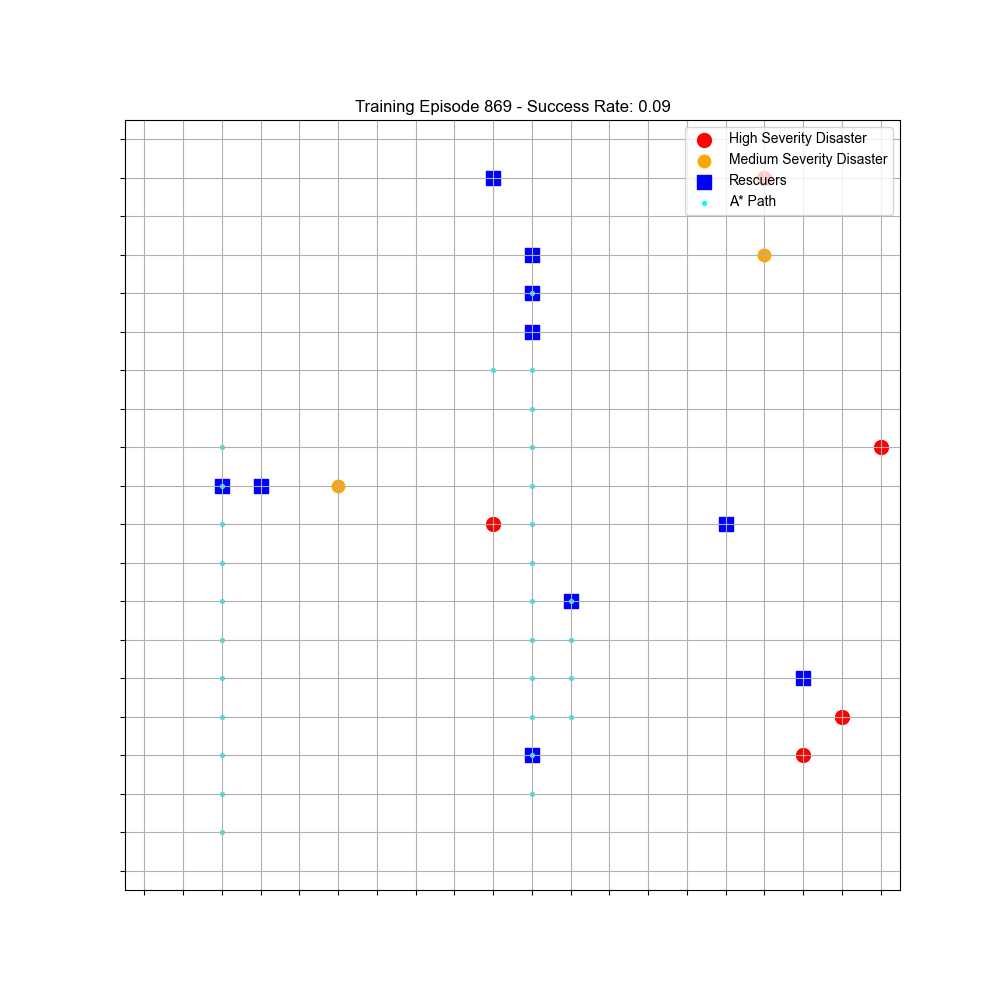 Training Episode 869 - Success Rate: 0.09
High Severity Disaster
Medium Severity Disaster
Rescuers
A* Path